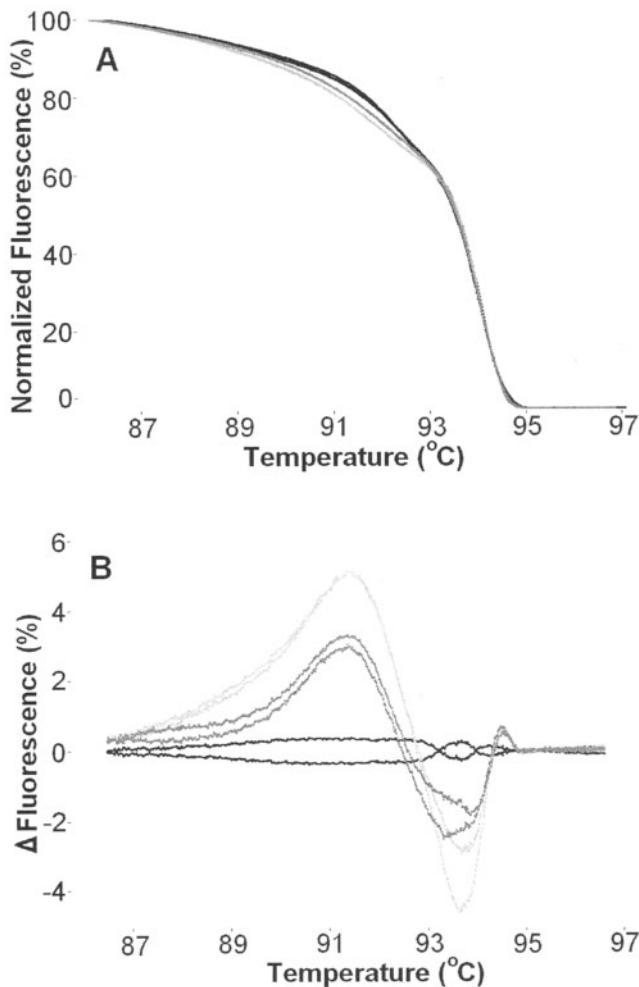 100
A
80
60
40
20
0
Normalized Fluorescence (%)
87 89 91 93 95 97
Temperature (°C)
6
B
4
2
0
-2
-4
Δ Fluorescence (%)
87 89 91 93 95 97
Temperature (°C)